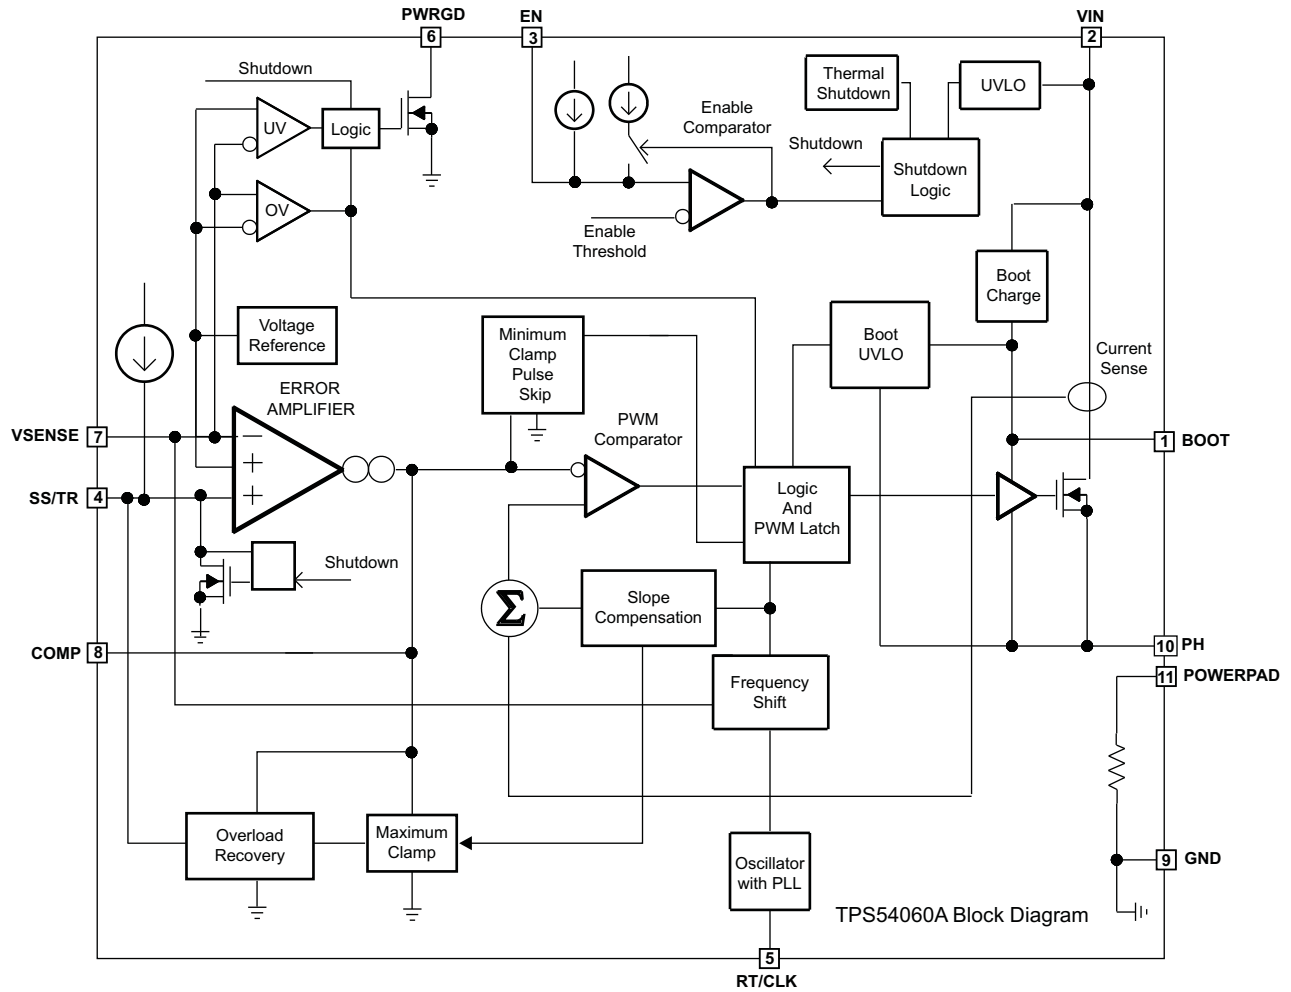 PWRGD
EN
VIN
6
3
2
Shutdown
Thermal
Shutdown
UVLO
Enable
Comparator
UV
Logic
Shutdown
Shutdown
Logic
OV
Enable
Threshold
Boot
Charge
Voltage
Reference
Minimum
Clamp
Pulse
Skip
Boot
UVLO
Current
Sense
ERROR
AMPLIFIER
PWM
Comparator
VSENSE
7
1
BOOT
SS/TR
4
Logic
And
PWM Latch
Shutdown
Σ
Slope
Compensation
COMP
8
10
PH
11
POWERPAD
Frequency
Shift
Overload
Recovery
Maximum
Clamp
Oscillator
with PLL
9
GND
TPS54060A Block Diagram
5
RT/CLK